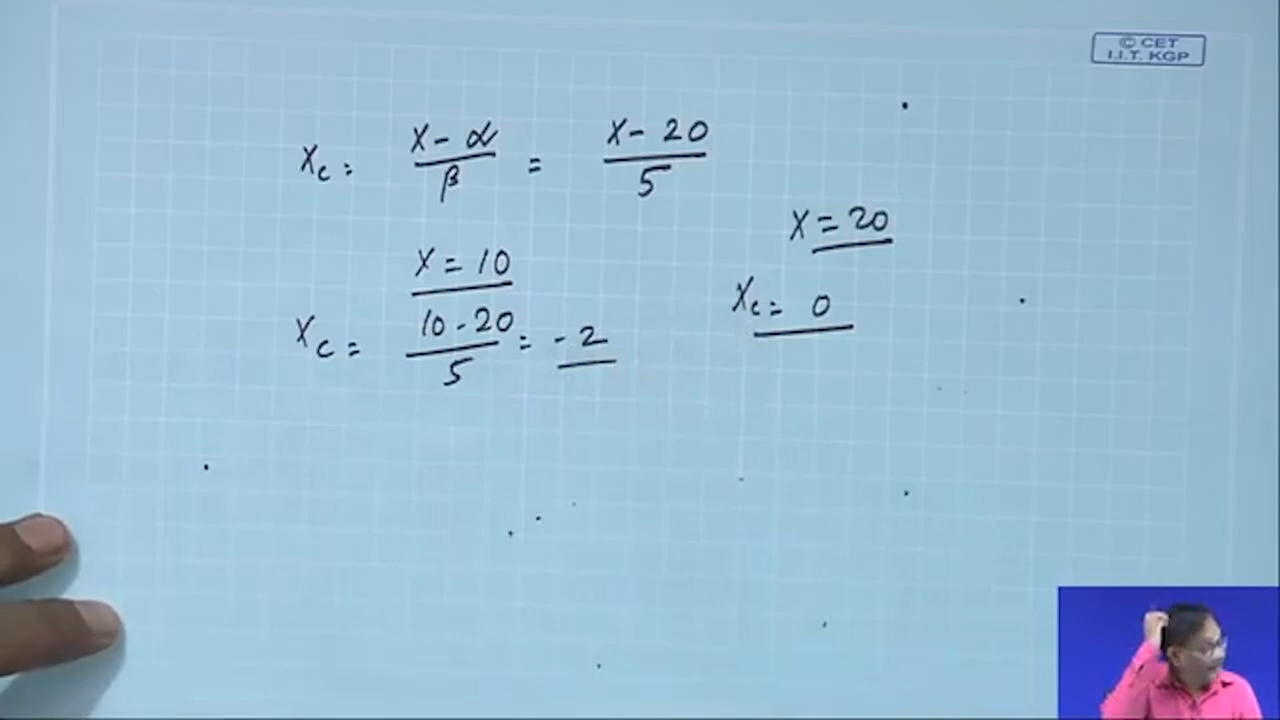 © CET
I.I.T. KGP
Xc = X - α / β = X - 20 / 5
X = 10
Xc = 10 - 20 / 5 = -2
X = 20
Xc = 0